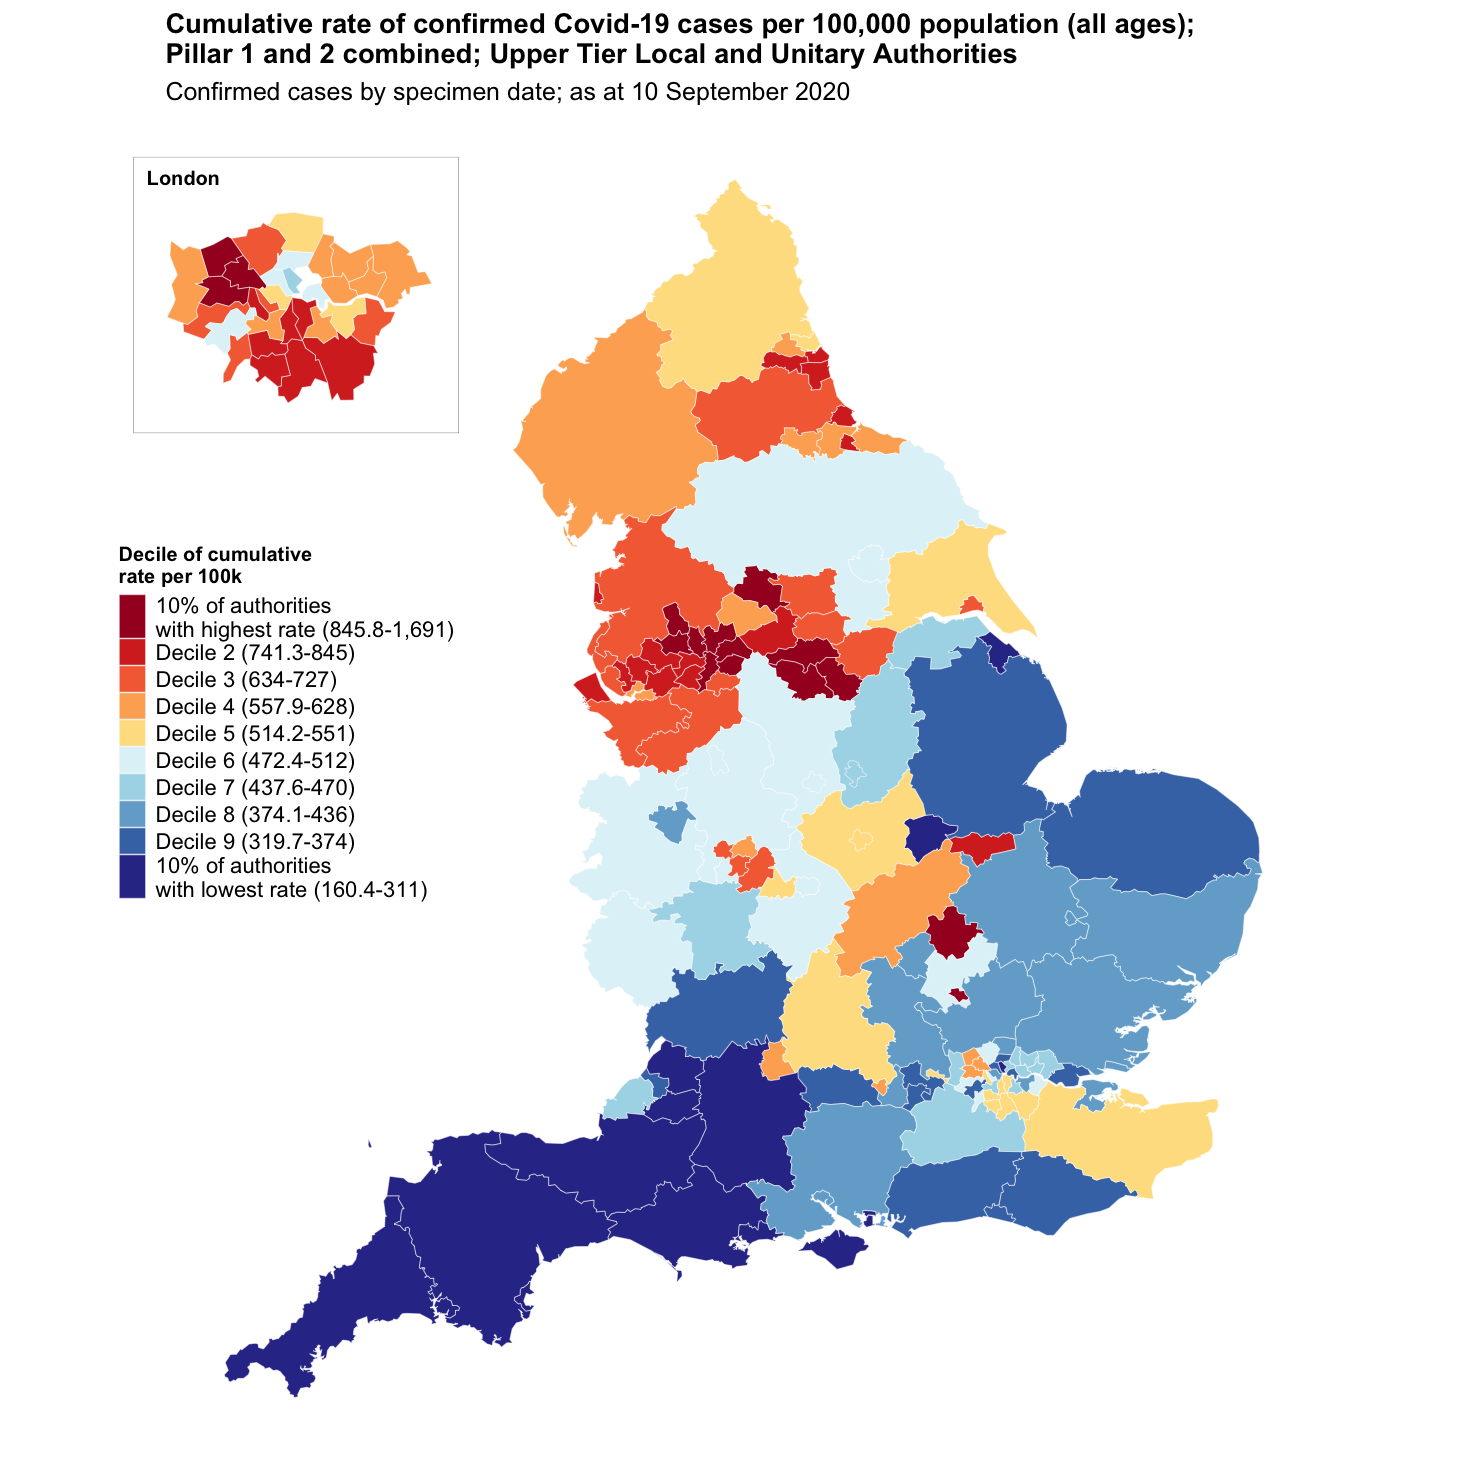 Cumulative rate of confirmed Covid-19 cases per 100,000 population (all ages);
Pillar 1 and 2 combined; Upper Tier Local and Unitary Authorities
Confirmed cases by specimen date; as at 10 September 2020
London
Decile of cumulative
rate per 100k
10% of authorities
with highest rate (845.8-1,691)
Decile 2 (741.3-845)
Decile 3 (634-727)
Decile 4 (557.9-628)
Decile 5 (514.2-551)
Decile 6 (472.4-512)
Decile 7 (437.6-470)
Decile 8 (374.1-436)
Decile 9 (319.7-374)
10% of authorities
with lowest rate (160.4-311)